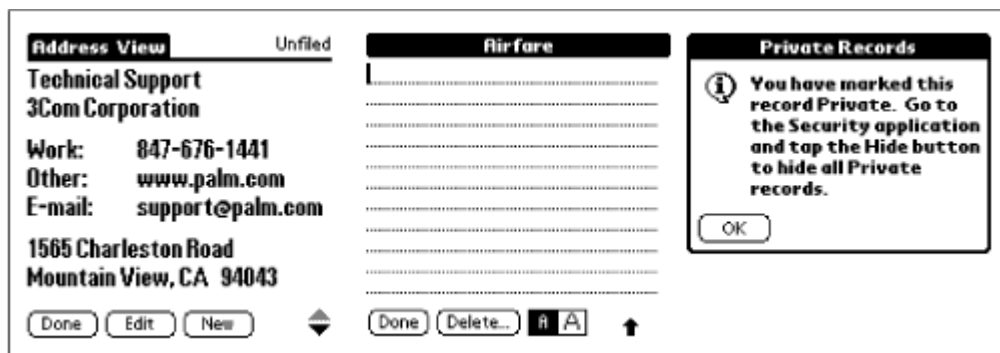 Address View Unfiled
Technical Support
3Com Corporation
Work: 847-676-1441
Other: www.palm.com
E-mail: support@palm.com
1565 Charleston Road
Mountain View, CA 94043
Done Edit New
Airfare
Done Delete... A A
Private Records
You have marked this
record Private. Go to
the Security application
and tap the Hide button
to hide all Private
records.
OK